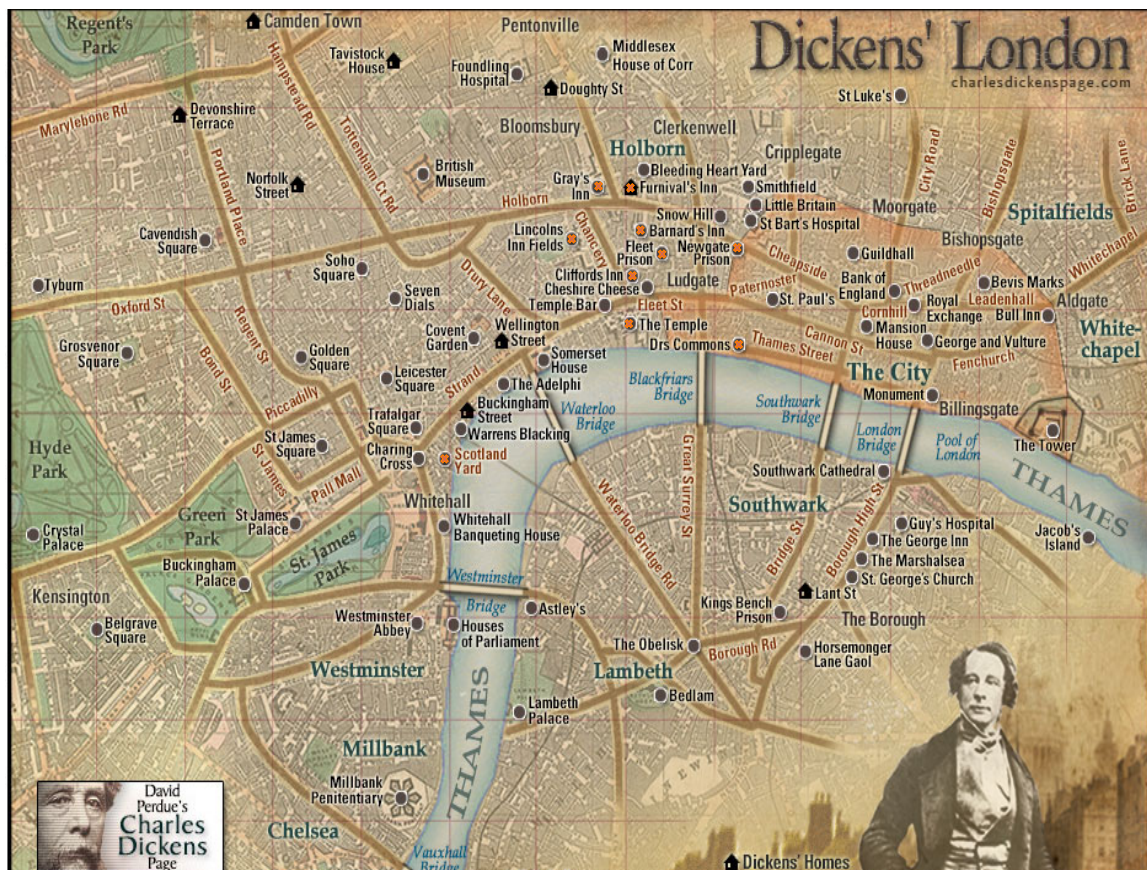 Regent's
Park
Camden Town
Pentonville
Dickens' London
charlesdickenspage.com
Tavistock
House
Hampstead Rd
Foundling
Hospital
Middlesex
House of Corr
Doughty St
St Luke's
Marylebone Rd
Devonshire
Terrace
Tottenham Ct Rd
Bloomsbury
Clerkenwell
Holborn
Cripplegate
City Road
Bishopsgate
Brick Lane
Portland Place
Norfolk
Street
British
Museum
Gray's
Inn
Bleeding Heart Yard
Furnival's Inn
Smithfield
Little Britain
St Bart's Hospital
Moorgate
Spitalfields
Holborn
Snow Hill
Barnard's Inn
Cavendish
Square
Lincolns
Inn Fields
Chancery
Fleet
Prison
Newgate
Prison
Cheapside
Guildhall
Bishopsgate
Whitechapel
Soho
Square
Drury Lane
Cliffords Inn
Cheshire Cheese
Ludgate
Paternoster
Bank of
England
Threadneedle
Bevis Marks
Tyburn
Oxford St
Seven
Dials
Temple Bar
Fleet St
St. Paul's
Cornhill
Royal
Exchange
Leadenhall
Bull Inn
Aldgate
Regent St
Wellington
Street
Covent
Garden
The Temple
Drs Commons
Thames Street
Cannon St
Mansion
House
George and Vulture
Fenchurch
White-
chapel
Grosvenor
Square
Bond St
Golden
Square
Leicester
Square
Strand
Somerset
House
The Adelphi
Blackfriars
Bridge
The City
Monument
Billingsgate
Piccadilly
Buckingham
Street
Waterloo
Bridge
Southwark
Bridge
London
Bridge
Pool of
London
The Tower
Hyde
Park
Trafalgar
Square
Warrens Blacking
St James
Square
Charing
Cross
Scotland
Yard
Great Surrey St
Southwark Cathedral
THAMES
St. James
Pall Mall
Whitehall
Waterloo Bridge Rd
Southwark
Borough High St
Green
Park
St James
Palace
Crystal
Palace
Whitehall
Banqueting House
Bridge St
Guy's Hospital
The George Inn
Jacob's
Island
St. James
Park
The Marshalsea
St. George's Church
Buckingham
Palace
Westminster
Bridge
Kensington
Lant St
Astley's
Kings Bench
Prison
The Borough
Belgrave
Square
Westminster
Abbey
Houses
of Parliament
The Obelisk
Borough Rd
Horsemonger
Lane Gaol
Westminster
Lambeth
Bedlam
Lambeth
Palace
Millbank
THAMES
Millbank
Penitentiary
David
Perdue's
Charles
Dickens
Page
Chelsea
Vauxhall
Bridge
Dickens' Homes